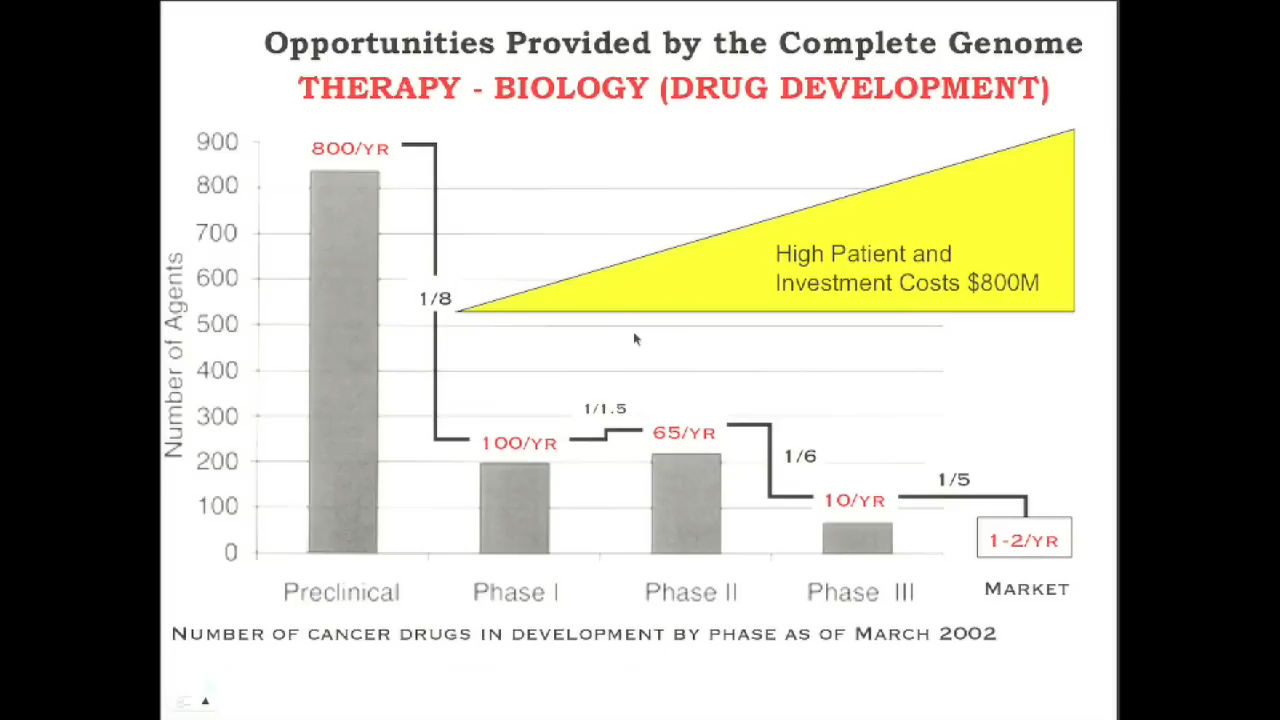 Opportunities Provided by the Complete Genome
THERAPY - BIOLOGY (DRUG DEVELOPMENT)
Number of Agents
900
800
700
600
500
400
300
200
100
0
800/YR
1/8
High Patient and
Investment Costs $800M
100/YR
1/1.5
65/YR
1/6
10/YR
1/5
1-2/YR
Preclinical
Phase I
Phase II
Phase III
MARKET
NUMBER OF CANCER DRUGS IN DEVELOPMENT BY PHASE AS OF MARCH 2002